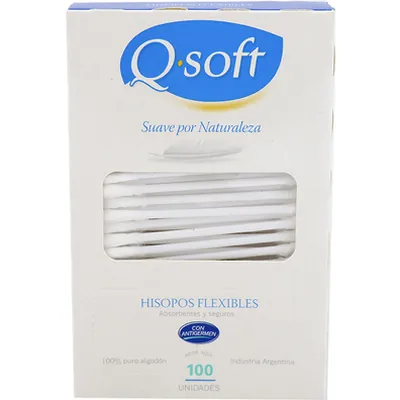 Q·soft
Suave por Naturaleza
HISOPOS FLEXIBLES
Absorbentes y seguros
CON
ANTIGERMEN
100% puro algodón
Industria Argentina
100
UNIDADES